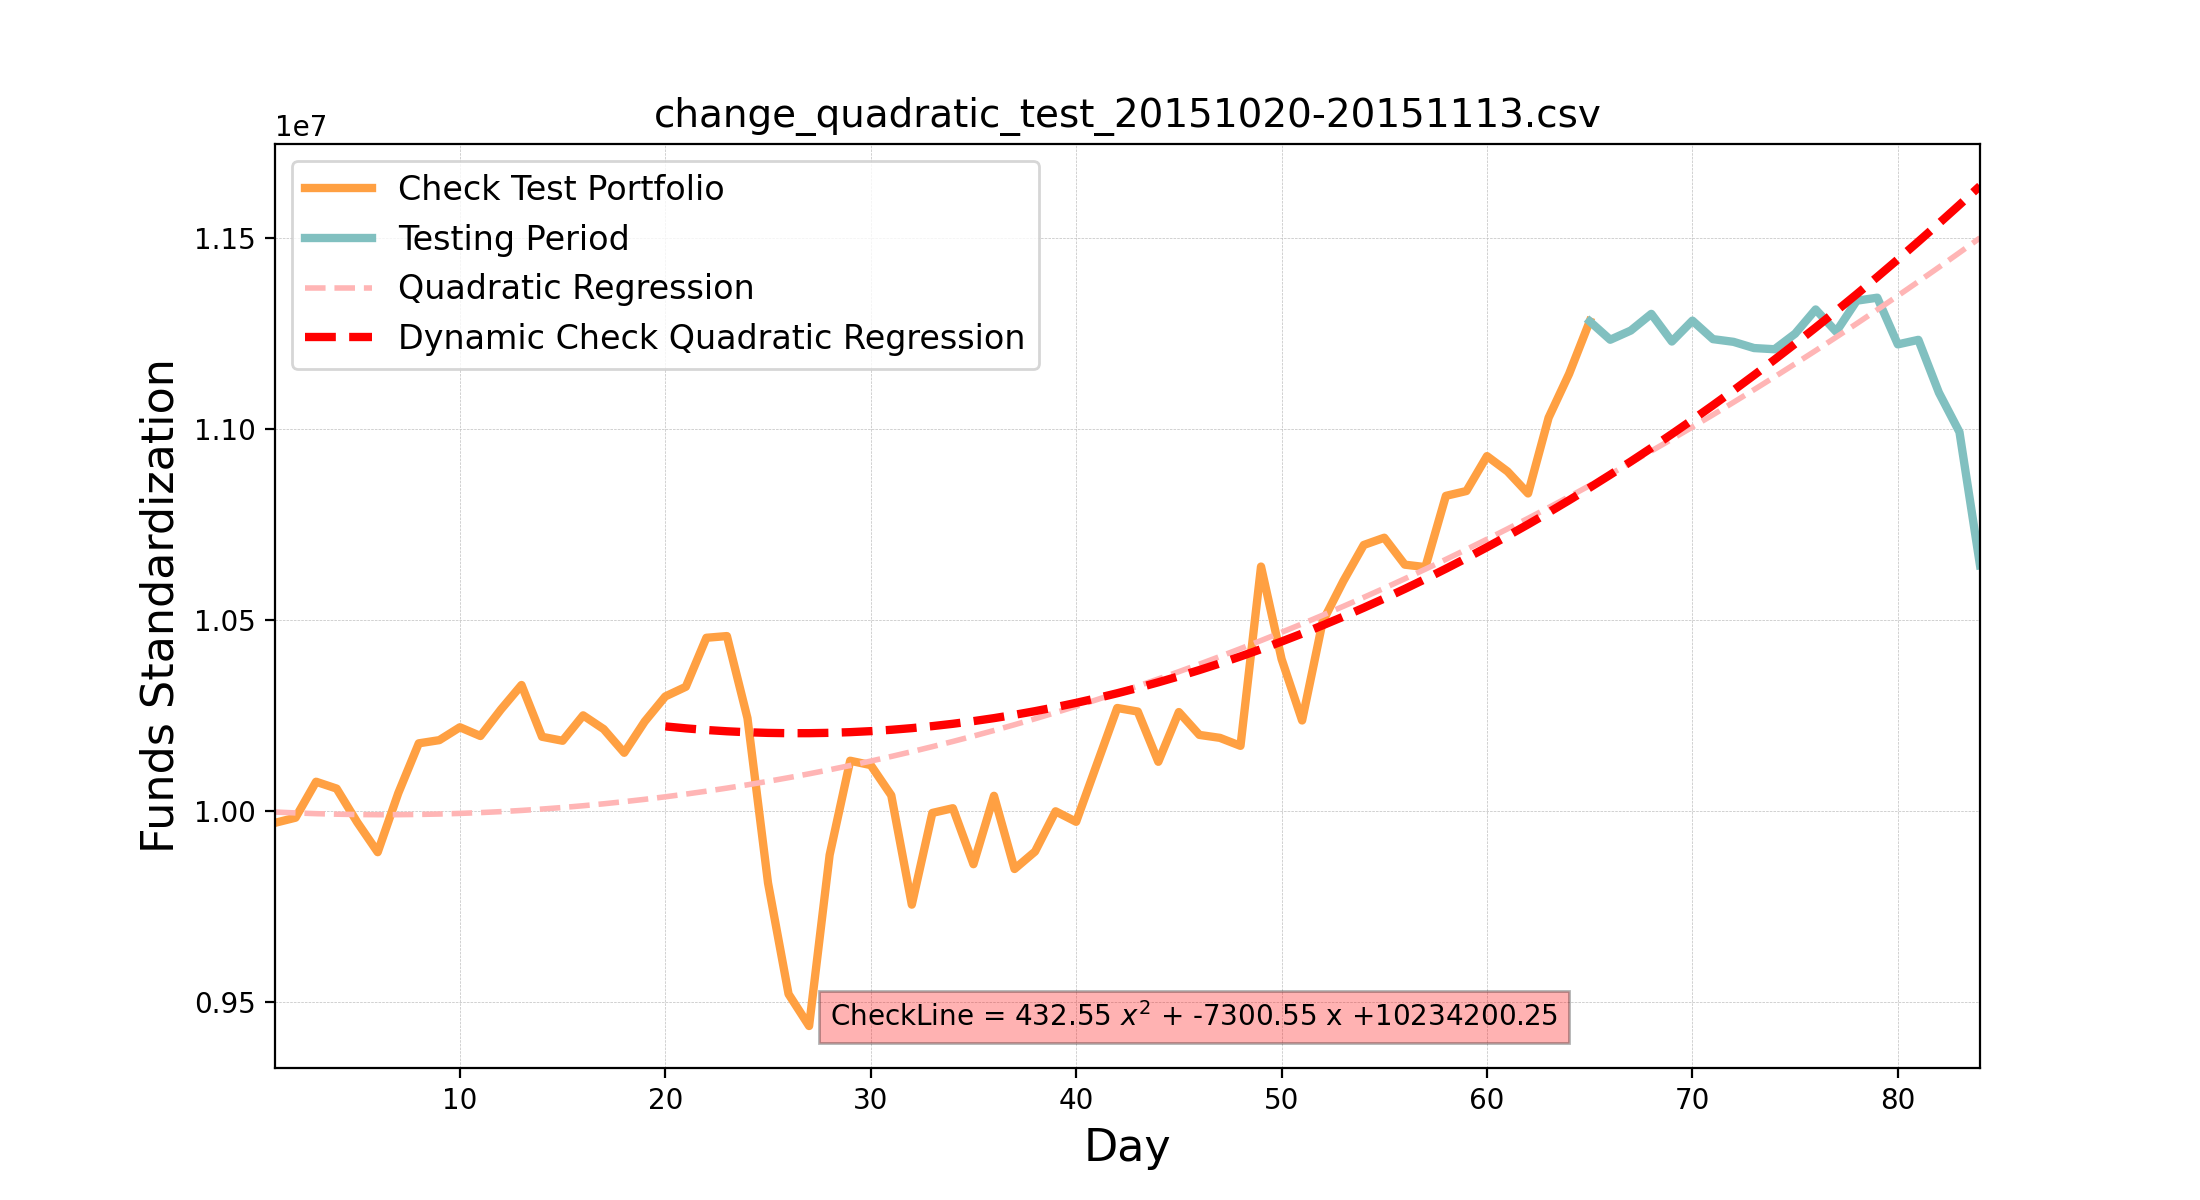 change_quadratic_test_20151020-20151113.csv
1e7
Check Test Portfolio
Testing Period
Quadratic Regression
Dynamic Check Quadratic Regression
1.15
1.10
1.05
1.00
0.95
Funds Standardization
CheckLine = 432.55 x² + -7300.55 x +10234200.25
10 20 30 40 50 60 70 80
Day